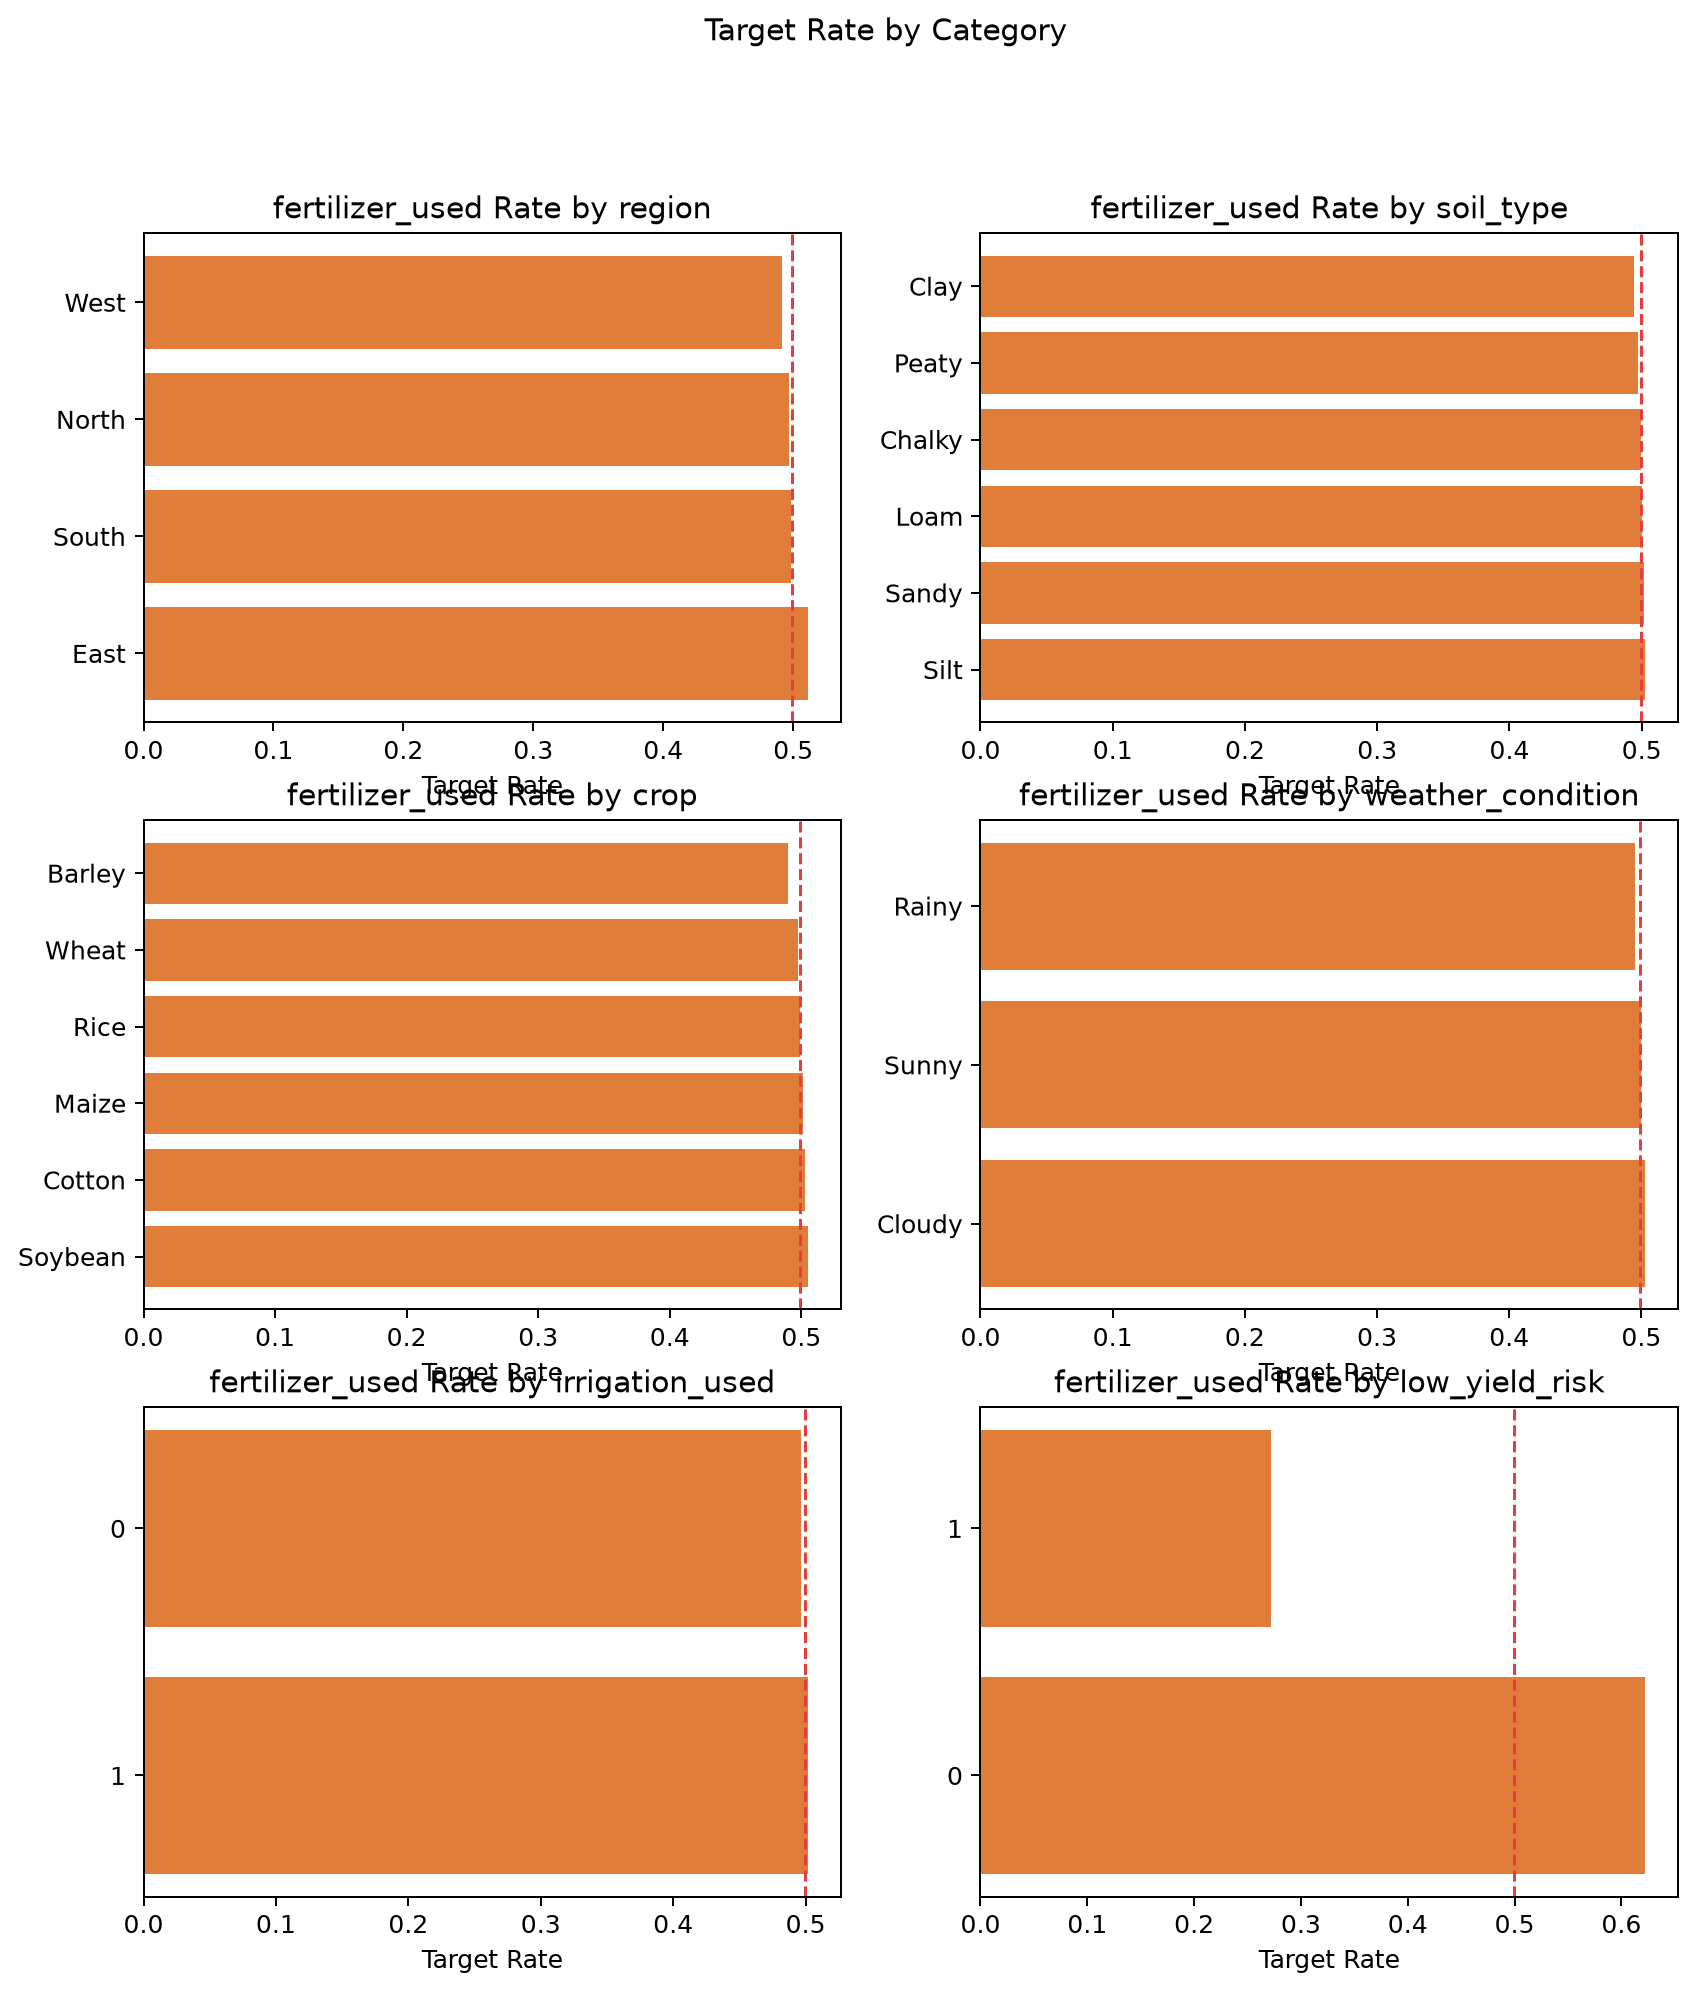 Target Rate by Category
fertilizer_used Rate by region
West
North
South
East
0.0 0.1 0.2 0.3 0.4 0.5
Target Rate
fertilizer_used Rate by soil_type
Clay
Peaty
Chalky
Loam
Sandy
Silt
0.0 0.1 0.2 0.3 0.4 0.5
Target Rate
fertilizer_used Rate by crop
Barley
Wheat
Rice
Maize
Cotton
Soybean
0.0 0.1 0.2 0.3 0.4 0.5
Target Rate
fertilizer_used Rate by weather_condition
Rainy
Sunny
Cloudy
0.0 0.1 0.2 0.3 0.4 0.5
Target Rate
fertilizer_used Rate by irrigation_used
0
1
0.0 0.1 0.2 0.3 0.4 0.5
Target Rate
fertilizer_used Rate by low_yield_risk
1
0
0.0 0.1 0.2 0.3 0.4 0.5 0.6
Target Rate